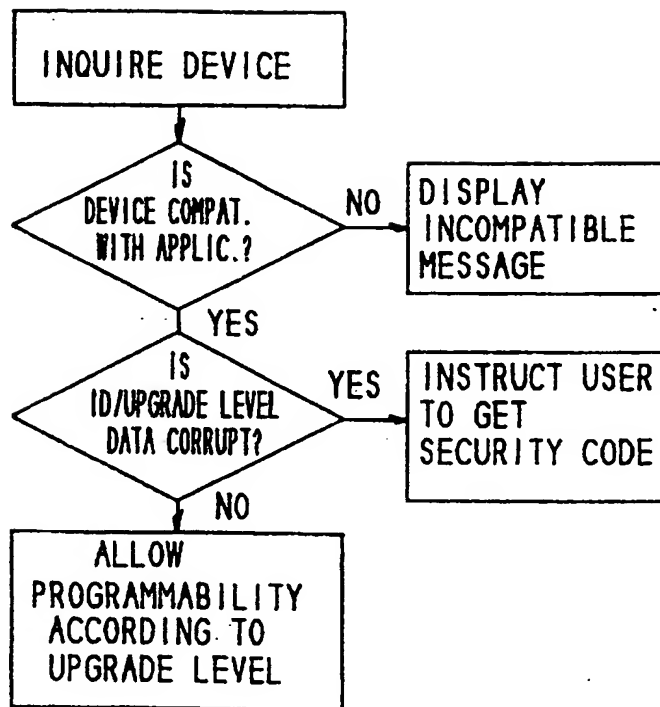 INQUIRE DEVICE
IS
DEVICE COMPAT.
WITH APPLIC.?
NO
DISPLAY
INCOMPATIBLE
MESSAGE
YES
IS
ID/UPGRADE LEVEL
DATA CORRUPT?
YES
INSTRUCT USER
TO GET
SECURITY CODE
NO
ALLOW
PROGRAMMABILITY
ACCORDING TO
UPGRADE LEVEL